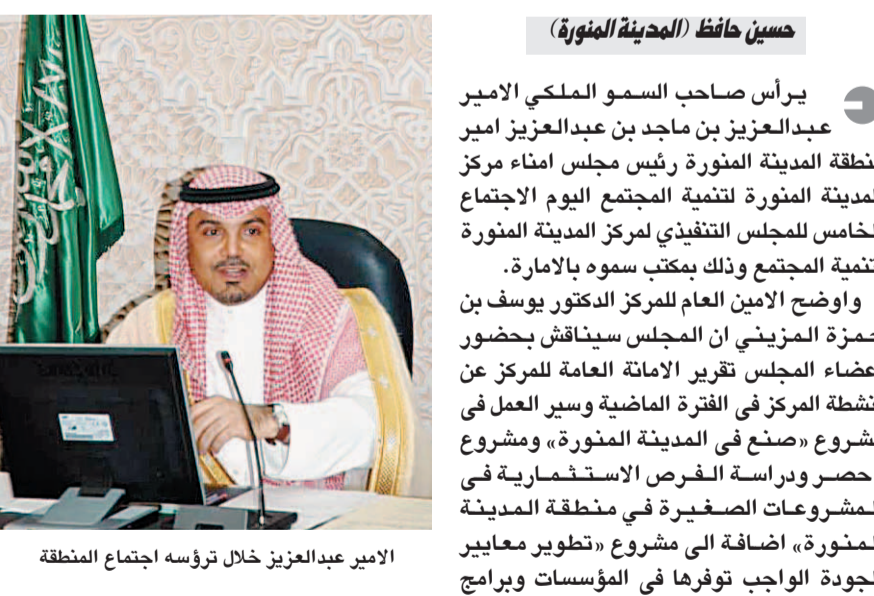 حسين حافظ (المدينة المنورة)
يرأس صاحب السمو الملكي الامير
عبدالعزيز بن ماجد بن عبدالعزيز امير
نطقة المدينة المنورة رئيس مجلس امناء مركز
لمدينة المنورة لتنمية المجتمع اليوم الاجتماع
لخامس للمجلس التنفيذي لمركز المدينة المنورة
تنمية المجتمع وذلك بمكتب سموه بالامارة.
واوضح الامين العام للمركز الدكتور يوسف بن
حمزة المزيني ان المجلس سيناقش بحضور
عضاء المجلس تقرير الامانة العامة للمركز عن
نشطة المركز فى الفترة الماضية وسير العمل فى
شروع «صنع فى المدينة المنورة» ومشروع
حصر ودراسة الفرص الاستثمارية فى
لمشروعات الصغيرة في منطقة المدينة
لمنورة» اضافة الى مشروع «تطوير معايير
لجودة الواجب توفرها فى المؤسسات وبرامج
الامير عبدالعزيز خلال ترؤسه اجتماع المنطقة